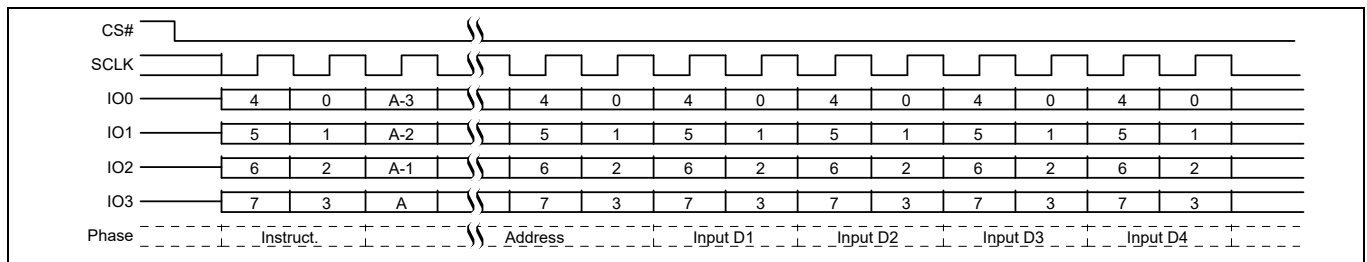 CS#
SCLK
IO0 4 0 A-3 4 0 4 0 4 0 4 0 4 0
IO1 5 1 A-2 5 1 5 1 5 1 5 1 5 1
IO2 6 2 A-1 6 2 6 2 6 2 6 2 6 2
IO3 7 3 A 7 3 7 3 7 3 7 3 7 3
Phase Instruct. Address Input D1 Input D2 Input D3 Input D4